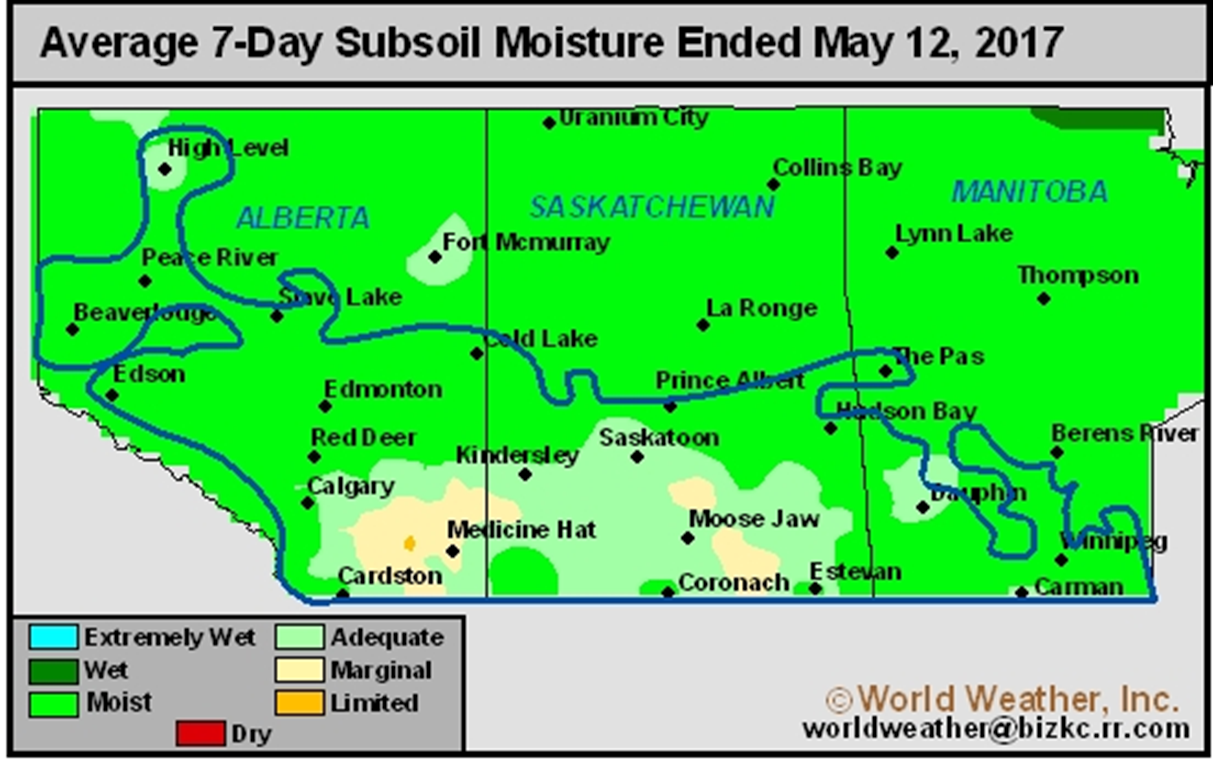 Average 7-Day Subsoil Moisture Ended May 12, 2017
Uranium City
High Level
Collins Bay
ALBERTA
SASKATCHEWAN
MANITOBA
Fort Mcmurray
Lynn Lake
Peace River
Thompson
Slave Lake
Beaverlodge
La Ronge
Cold Lake
The Pas
Edson
Prince Albert
Edmonton
Hudson Bay
Red Deer
Saskatoon
Berens River
Kindersley
Calgary
Dauphin
Moose Jaw
Medicine Hat
Winnipeg
Cardston
Coronach
Estevan
Carman
Extremely Wet
Adequate
Wet
Marginal
Moist
Limited
Dry
©World Weather, Inc.
worldweather@bizkc.rr.com